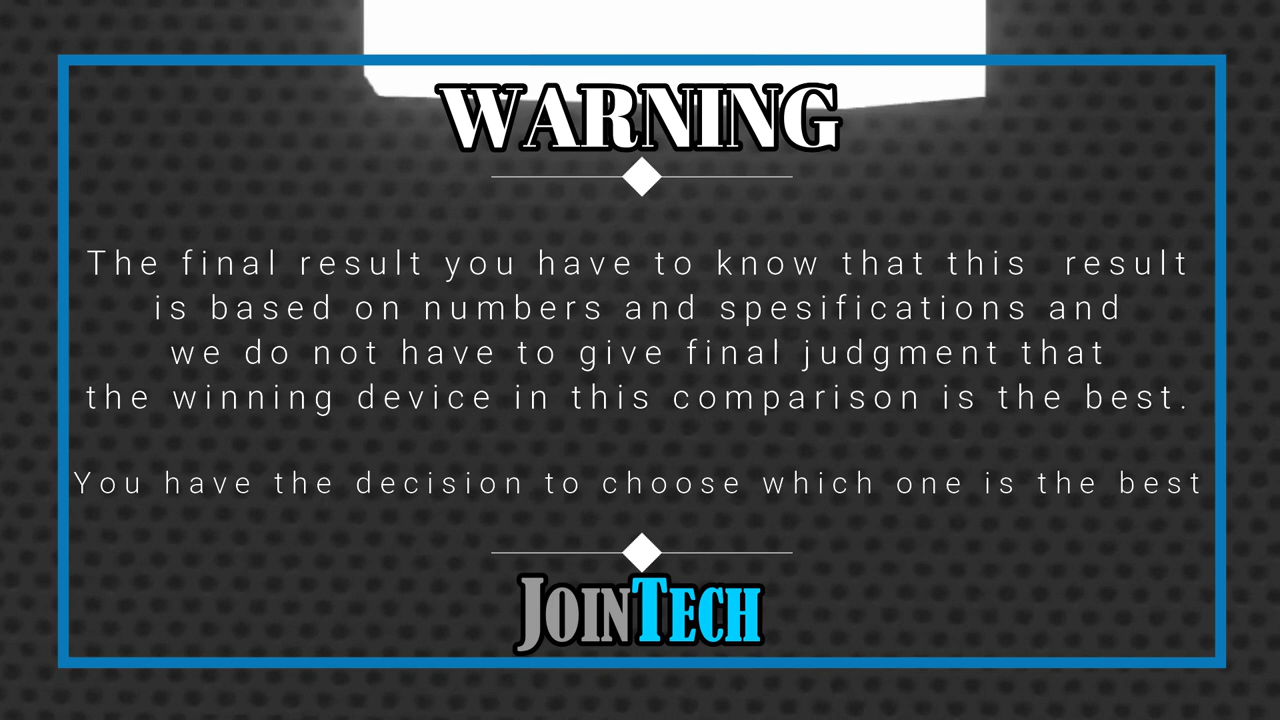 WARNING
The final result you have to know that this result
is based on numbers and spesifications and
we do not have to give final judgment that
the winning device in this comparison is the best.
You have the decision to choose which one is the best
JOINTECH